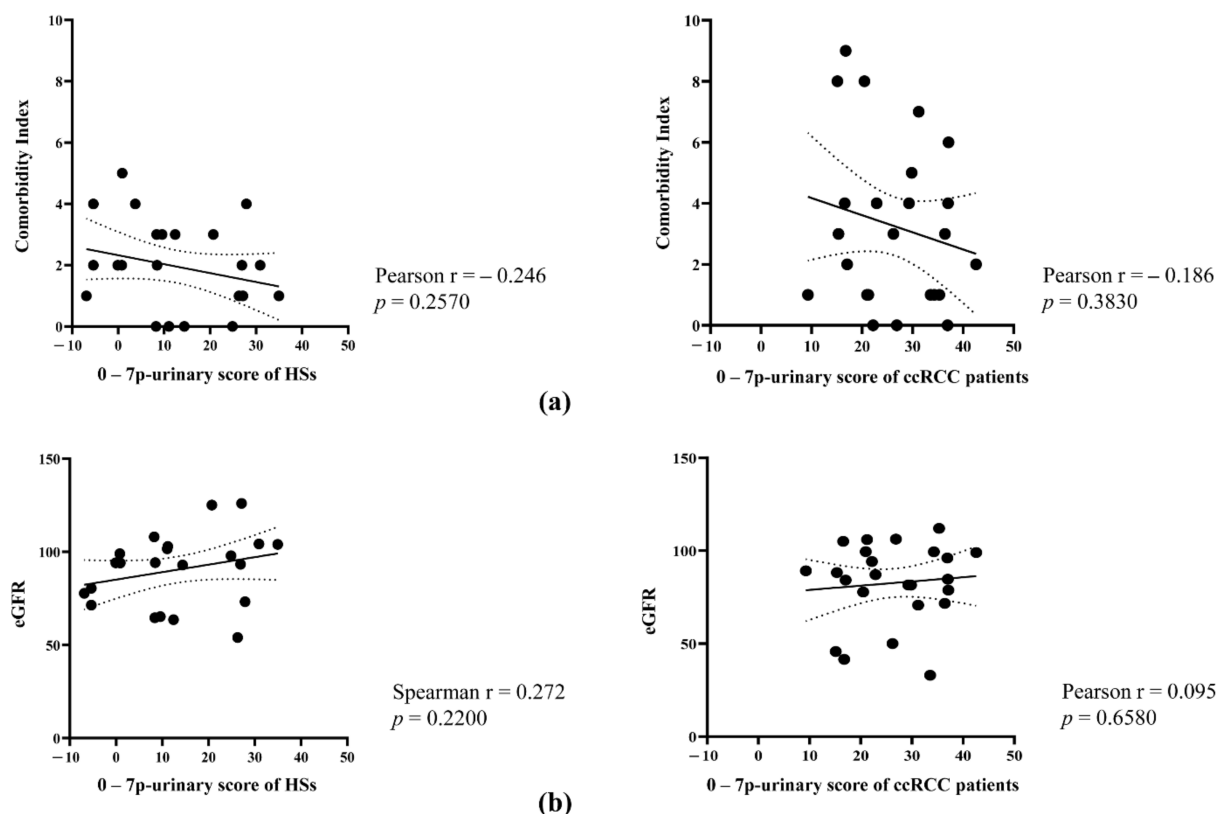 10
8
6
4
2
0
Comorbidity Index
−10 0 10 20 30 40 50
0 – 7p-urinary score of HSs
Pearson r = – 0.246
p = 0.2570
10
8
6
4
2
0
Comorbidity Index
−10 0 10 20 30 40 50
0 – 7p-urinary score of ccRCC patients
Pearson r = – 0.186
p = 0.3830
(a)
150
100
50
0
eGFR
−10 0 10 20 30 40 50
0 – 7p-urinary score of HSs
Spearman r = 0.272
p = 0.2200
150
100
50
0
eGFR
−10 0 10 20 30 40 50
0 – 7p-urinary score of ccRCC patients
Pearson r = 0.095
p = 0.6580
(b)